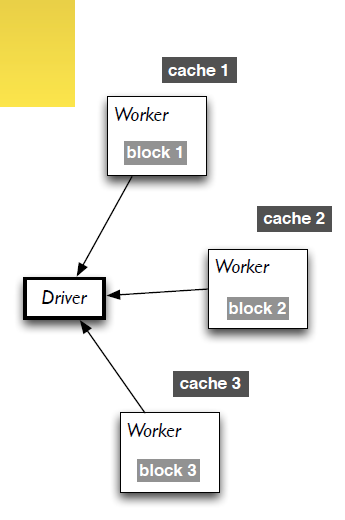 cache 1
Worker
block 1
cache 2
Worker
block 2
Driver
cache 3
Worker
block 3